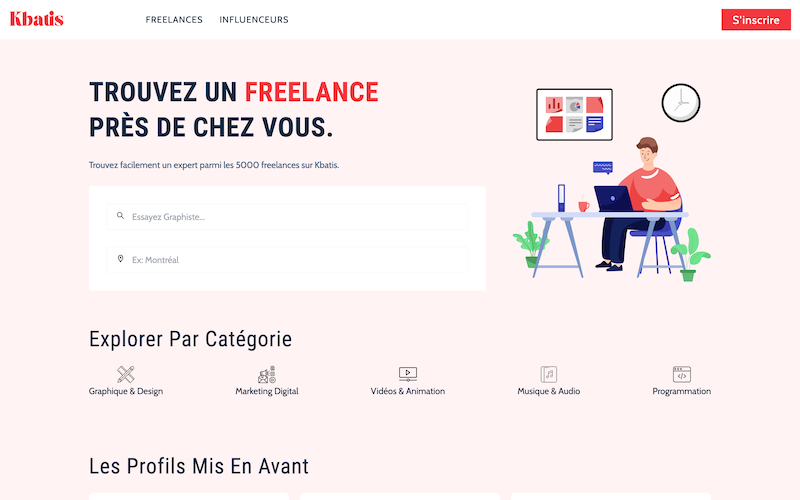 Kbatis
FREELANCES
INFLUENCEURS
S'inscrire
TROUVEZ UN FREELANCE
PRÈS DE CHEZ VOUS.
Trouvez facilement un expert parmi les 5000 freelances sur Kbatis.
Essayez Graphiste...
Ex: Montréal
Explorer Par Catégorie
Graphique & Design
Marketing Digital
Vidéos & Animation
Musique & Audio
Programmation
Les Profils Mis En Avant